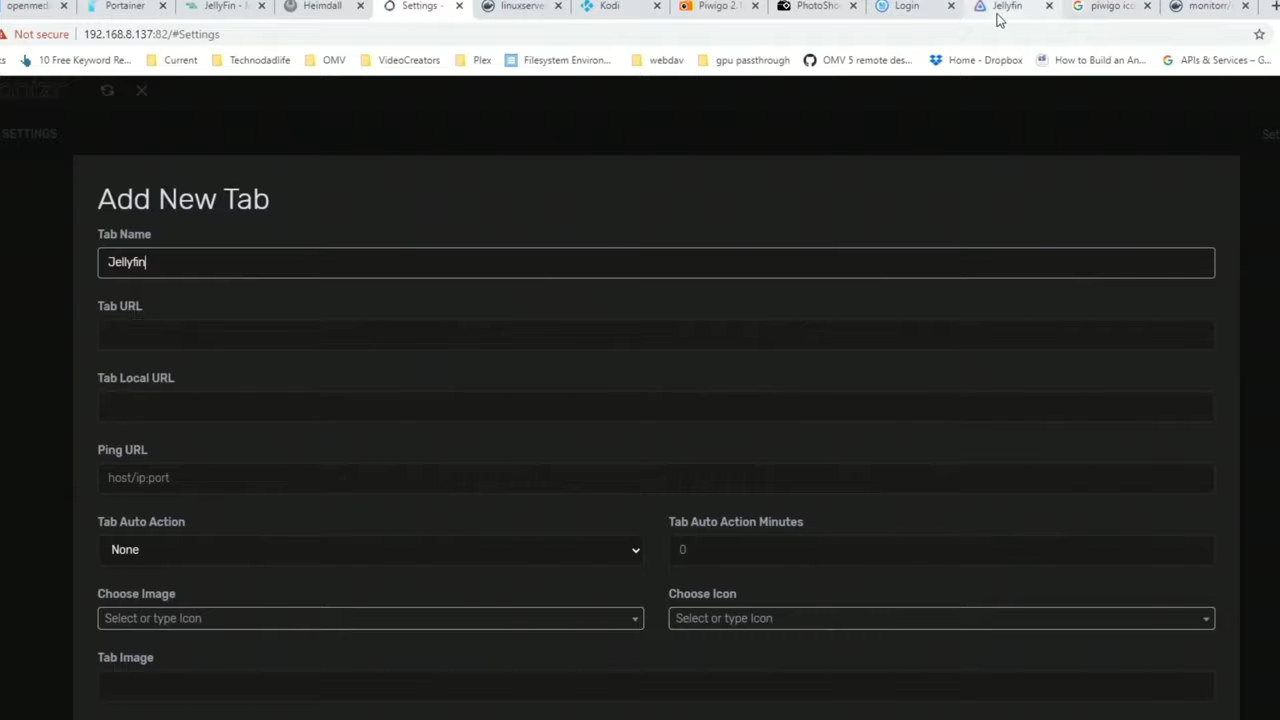 openmed
Portainer
JellyFin - M
Heimdall
Settings -
linuxserve
Kodi
Piwigo 2.1
PhotoSho
Login
Jellyfin
piwigo ico
monitorr/
Not secure
192.168.8.137:82/#Settings
10 Free Keyword Re...
Current
Technodadlife
OMV
VideoCreators
Plex
Filesystem Environ...
webdav
gpu passthrough
OMV 5 remote des...
Home - Dropbox
How to Build an An...
APIs & Services – G...
SETTINGS
Set
Add New Tab
Tab Name
Jellyfin
Tab URL
Tab Local URL
Ping URL
host/ip:port
Tab Auto Action
Tab Auto Action Minutes
None
0
Choose Image
Choose Icon
Select or type Icon
Select or type Icon
Tab Image